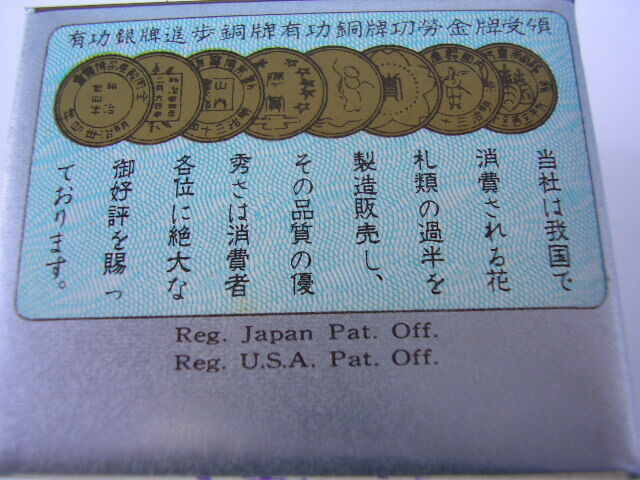 有功銀牌進歩銅牌有功銅牌功労金牌受領
当社は我国で
消費される花
札類の過半を
製造販売し、
その品質の優
秀さは消費者
各位に絶大な
御好評を賜っ
ております。
Reg. Japan Pat. Off.
Reg. U.S.A. Pat. Off.